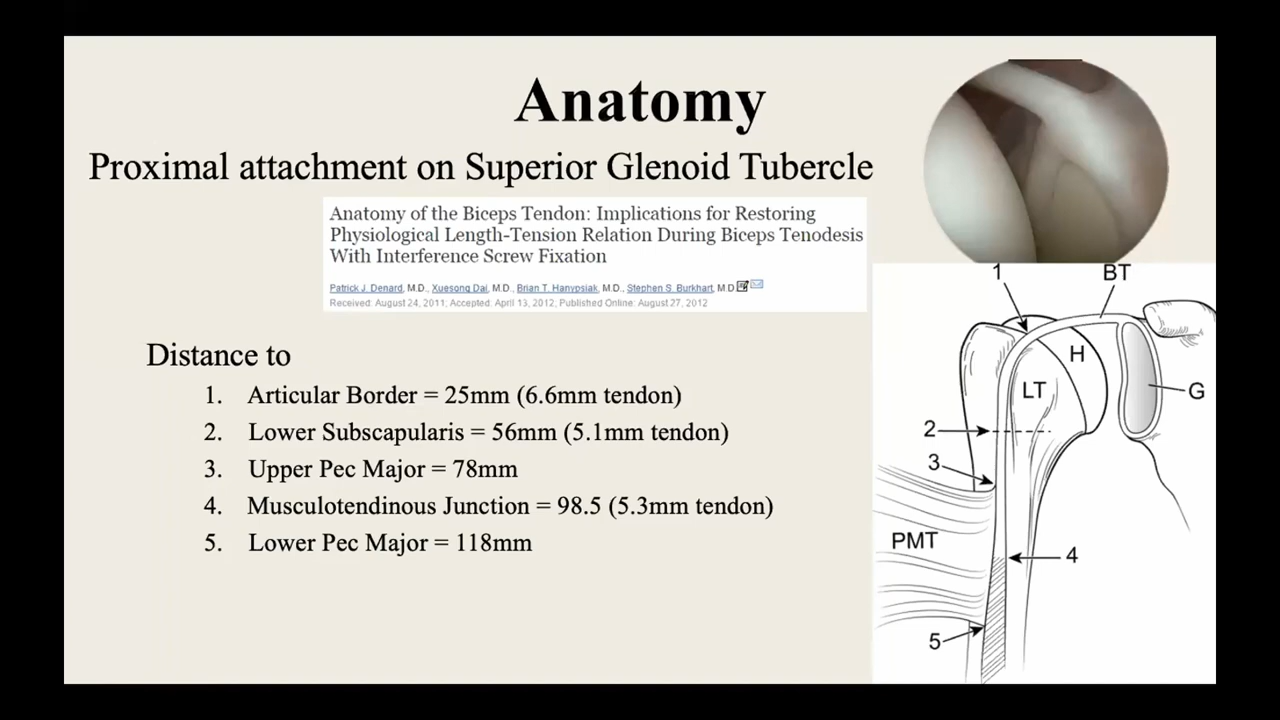 Anatomy
Proximal attachment on Superior Glenoid Tubercle
Anatomy of the Biceps Tendon: Implications for Restoring
Physiological Length-Tension Relation During Biceps Tenodesis
With Interference Screw Fixation
Patrick J. Denard, M.D., Xuesong Dai, M.D., Brian T. Hanypsiak, M.D., Stephen S. Burkhart, M.D.
Received: August 24, 2011; Accepted: April 13, 2012; Published Online: August 27, 2012
Distance to
1. Articular Border = 25mm (6.6mm tendon)
2. Lower Subscapularis = 56mm (5.1mm tendon)
3. Upper Pec Major = 78mm
4. Musculotendinous Junction = 98.5 (5.3mm tendon)
5. Lower Pec Major = 118mm
1 BT
H
LT G
2
3
PMT
4
5